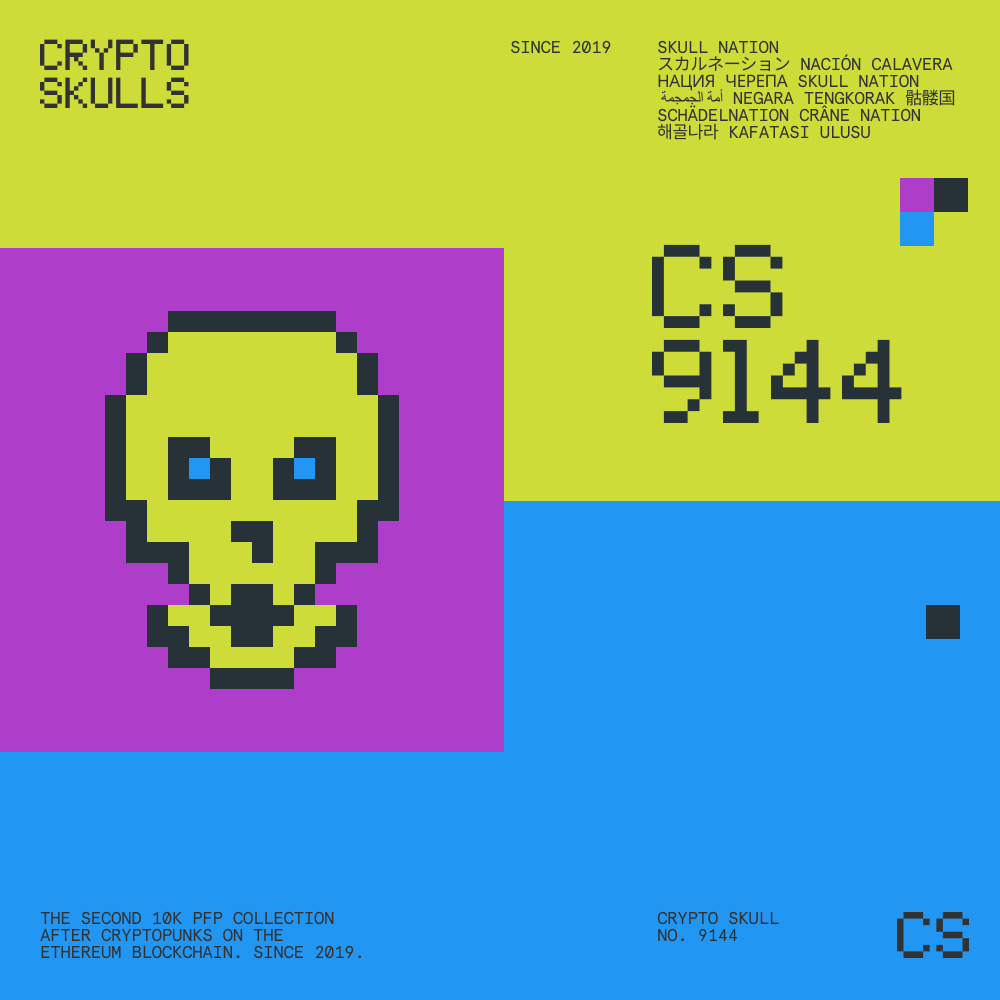 CRYPTO
SKULLS
SINCE 2019
SKULL NATION
スカルネーション NACIÓN CALAVERA
НАЦИЯ ЧЕРЕПА SKULL NATION
أمة الجمجمة NEGARA TENGKORAK 骷髅国
SCHÄDELNATION CRÂNE NATION
해골나라 KAFATASI ULUSU
CS
9144
THE SECOND 10K PFP COLLECTION
AFTER CRYPTOPUNKS ON THE
ETHEREUM BLOCKCHAIN. SINCE 2019.
CRYPTO SKULL
NO. 9144
CS